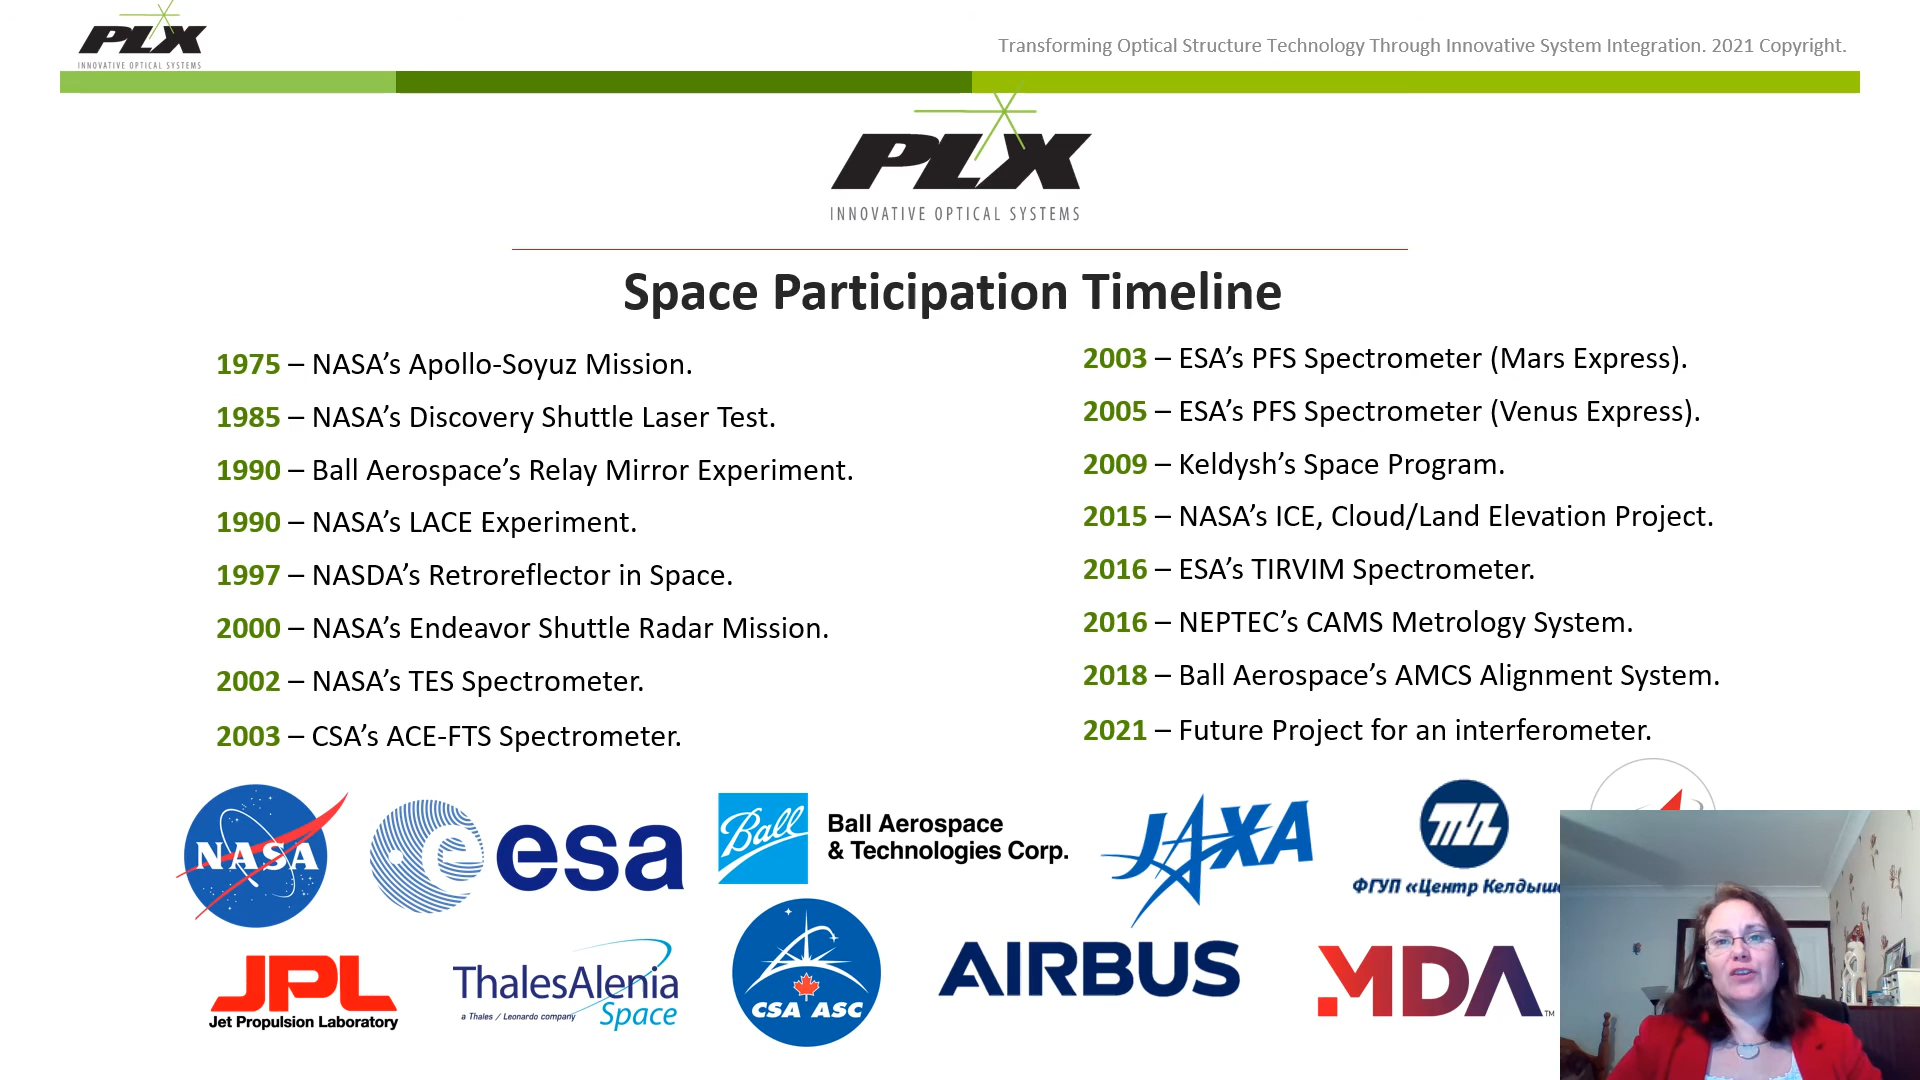 PLX
INNOVATIVE OPTICAL SYSTEMS
Transforming Optical Structure Technology Through Innovative System Integration. 2021 Copyright.
PLX
INNOVATIVE OPTICAL SYSTEMS
Space Participation Timeline
1975 – NASA’s Apollo-Soyuz Mission.
1985 – NASA’s Discovery Shuttle Laser Test.
1990 – Ball Aerospace’s Relay Mirror Experiment.
1990 – NASA’s LACE Experiment.
1997 – NASDA’s Retroreflector in Space.
2000 – NASA’s Endeavor Shuttle Radar Mission.
2002 – NASA’s TES Spectrometer.
2003 – CSA’s ACE-FTS Spectrometer.
2003 – ESA’s PFS Spectrometer (Mars Express).
2005 – ESA’s PFS Spectrometer (Venus Express).
2009 – Keldysh’s Space Program.
2015 – NASA’s ICE, Cloud/Land Elevation Project.
2016 – ESA’s TIRVIM Spectrometer.
2016 – NEPTEC’s CAMS Metrology System.
2018 – Ball Aerospace’s AMCS Alignment System.
2021 – Future Project for an interferometer.
NASA
esa
Ball
Ball Aerospace
& Technologies Corp.
JAXA
ФГУП «Центр Келдыша
JPL
Jet Propulsion Laboratory
ThalesAlenia
a Thales / Leonardo company
Space
CSA ASC
AIRBUS
MDA™